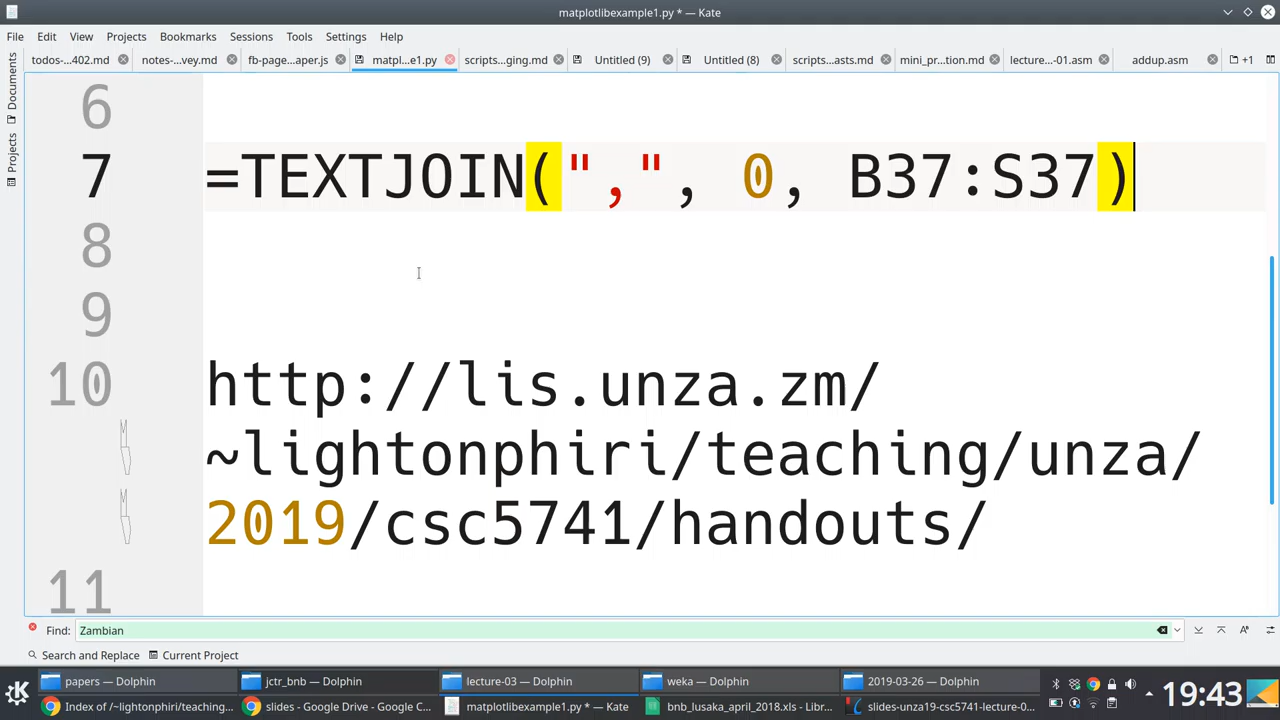 matplotlibexample1.py * — Kate
File Edit View Projects Bookmarks Sessions Tools Settings Help
todos-...402.md notes-...vey.md fb-page...aper.js matpl...e1.py scripts...ging.md Untitled (9) Untitled (8) scripts...asts.md mini_pr...tion.md lecture...-01.asm addup.asm +1
Documents
Projects
6
7 =TEXTJOIN(",", 0, B37:S37)
8
9
10 http://lis.unza.zm/
~lightonphiri/teaching/unza/
2019/csc5741/handouts/
11
Find: Zambian
Search and Replace Current Project
papers — Dolphin jctr_bnb — Dolphin lecture-03 — Dolphin weka — Dolphin 2019-03-26 — Dolphin
Index of /~lightonphiri/teaching... slides - Google Drive - Google C... matplotlibexample1.py * — Kate bnb_lusaka_april_2018.xls - Libr... slides-unza19-csc5741-lecture-0...
19:43